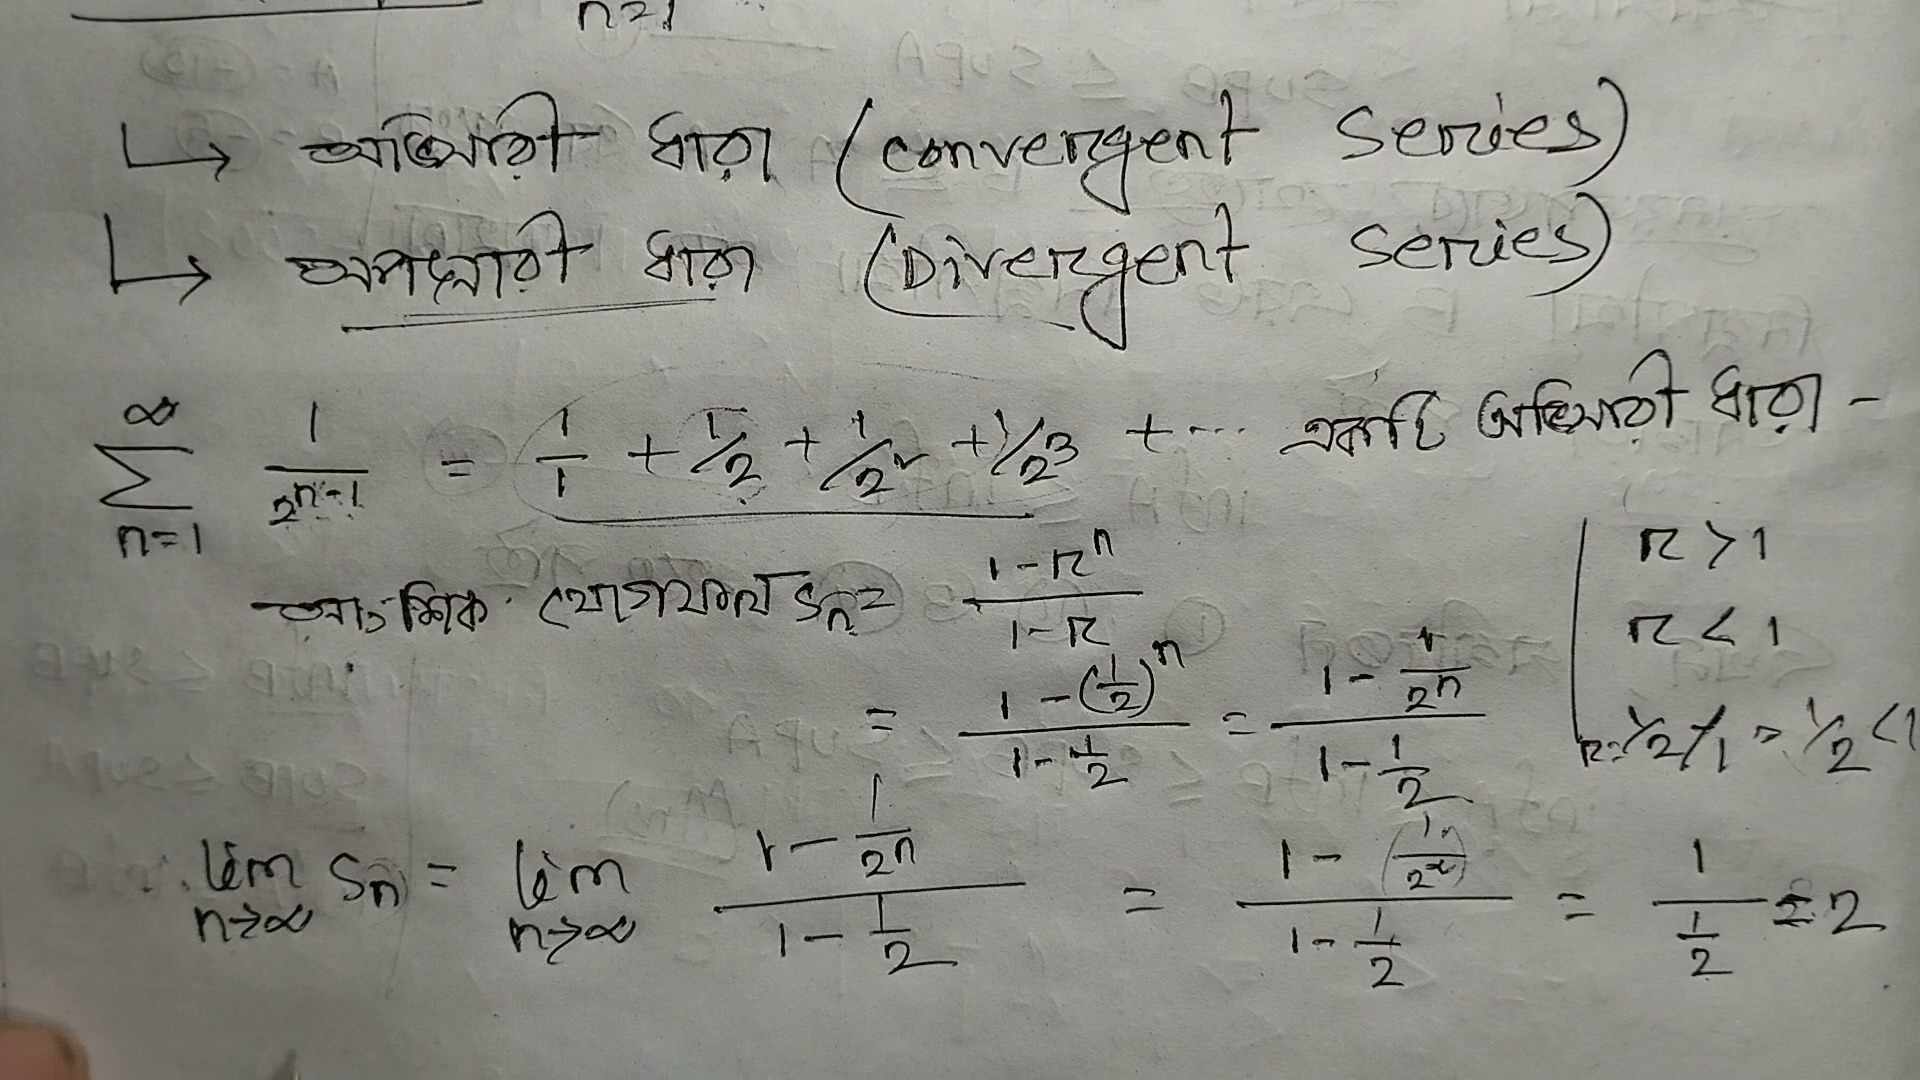 n=1
↳ অভিসারী ধারা (convergent series)
↳ অপসারী ধারা (Divergent series)
∞
∑ 1/2^(n-1) = 1/1 + 1/2 + 1/2² + 1/2³ + ... একটি অভিসারী ধারা -
n=1
আংশিক যোগফল Sn = (1-r^n)/(1-r)
r > 1
r < 1
= (1-(1/2)^n)/(1-1/2) = (1-1/2^n)/(1-1/2)
r = 1/2/1 = 1/2 < 1
lim n→∞ Sn = lim n→∞ (1-1/2^n)/(1-1/2) = (1-(1/2^∞))/(1-1/2) = 1/(1/2) = 2